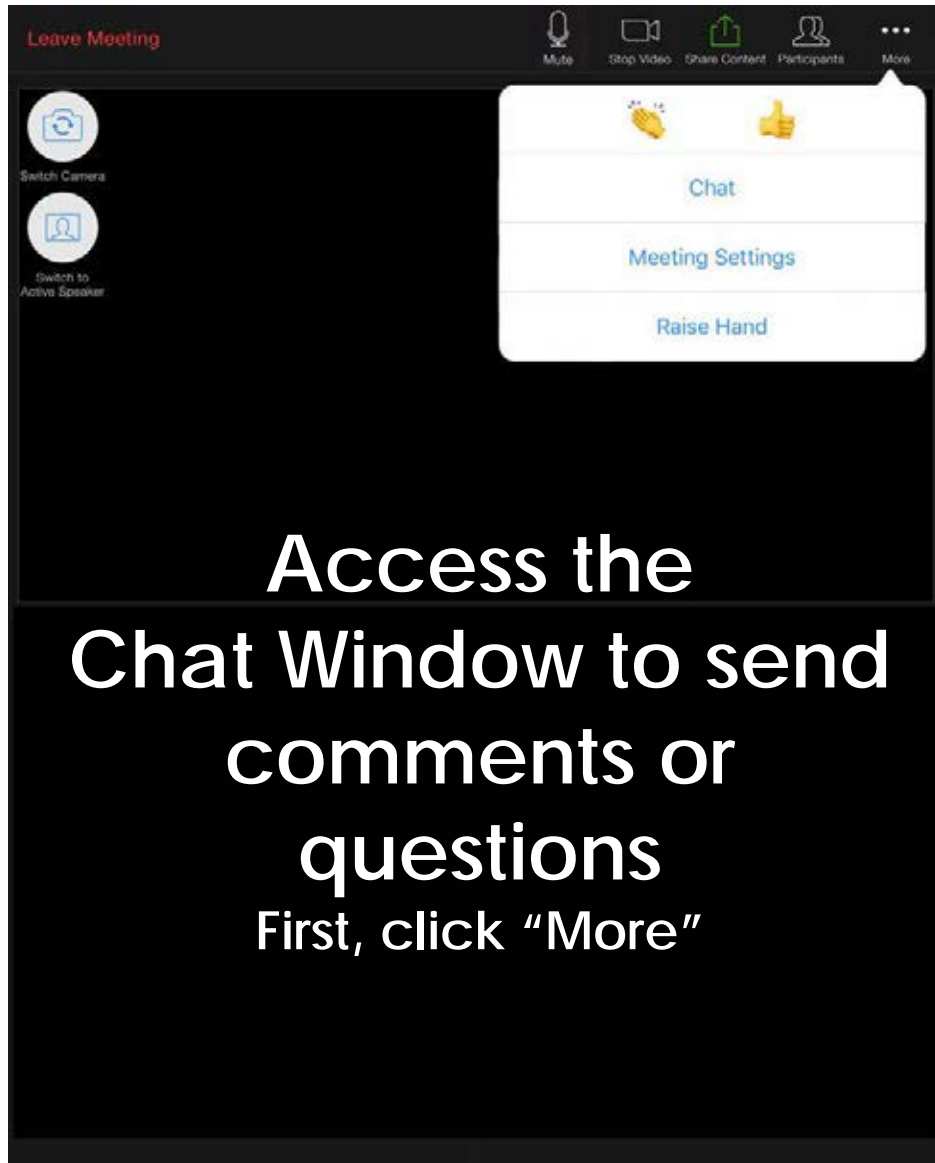 Leave Meeting
Mute Stop Video Share Content Participants More
Switch Camera
Switch to
Active Speaker
Chat
Meeting Settings
Raise Hand
Access the
Chat Window to send
comments or
questions
First, click “More”